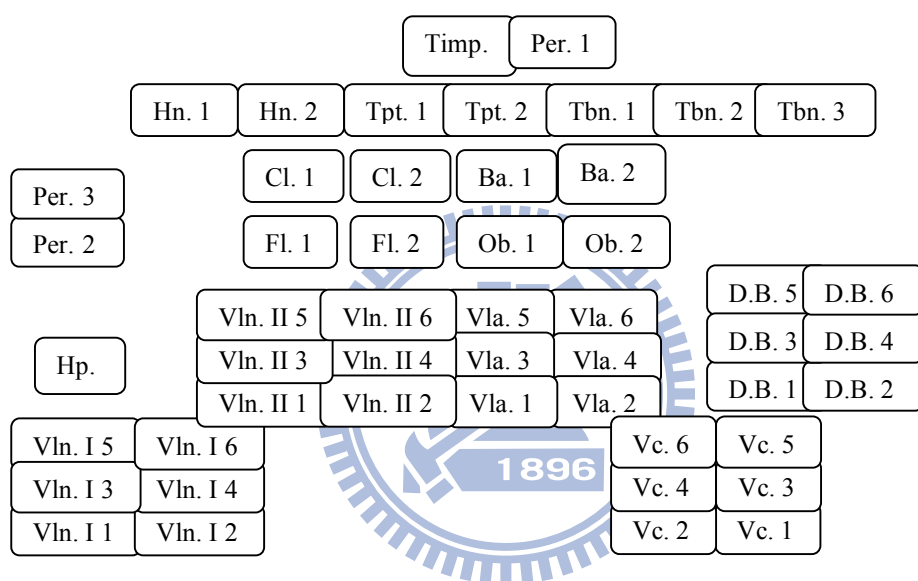 Timp. Per. 1
Hn. 1 Hn. 2 Tpt. 1 Tpt. 2 Tbn. 1 Tbn. 2 Tbn. 3
Cl. 1 Cl. 2 Ba. 1 Ba. 2
Per. 3
Per. 2 Fl. 1 Fl. 2 Ob. 1 Ob. 2
D.B. 5 D.B. 6
Vln. II 5 Vln. II 6 Vla. 5 Vla. 6
D.B. 3 D.B. 4
Vln. II 3 Vln. II 4 Vla. 3 Vla. 4
Hp.
D.B. 1 D.B. 2
Vln. II 1 Vln. II 2 Vla. 1 Vla. 2
Vln. I 5 Vln. I 6 Vc. 6 Vc. 5
1896
Vln. I 3 Vln. I 4 Vc. 4 Vc. 3
Vln. I 1 Vln. I 2 Vc. 2 Vc. 1